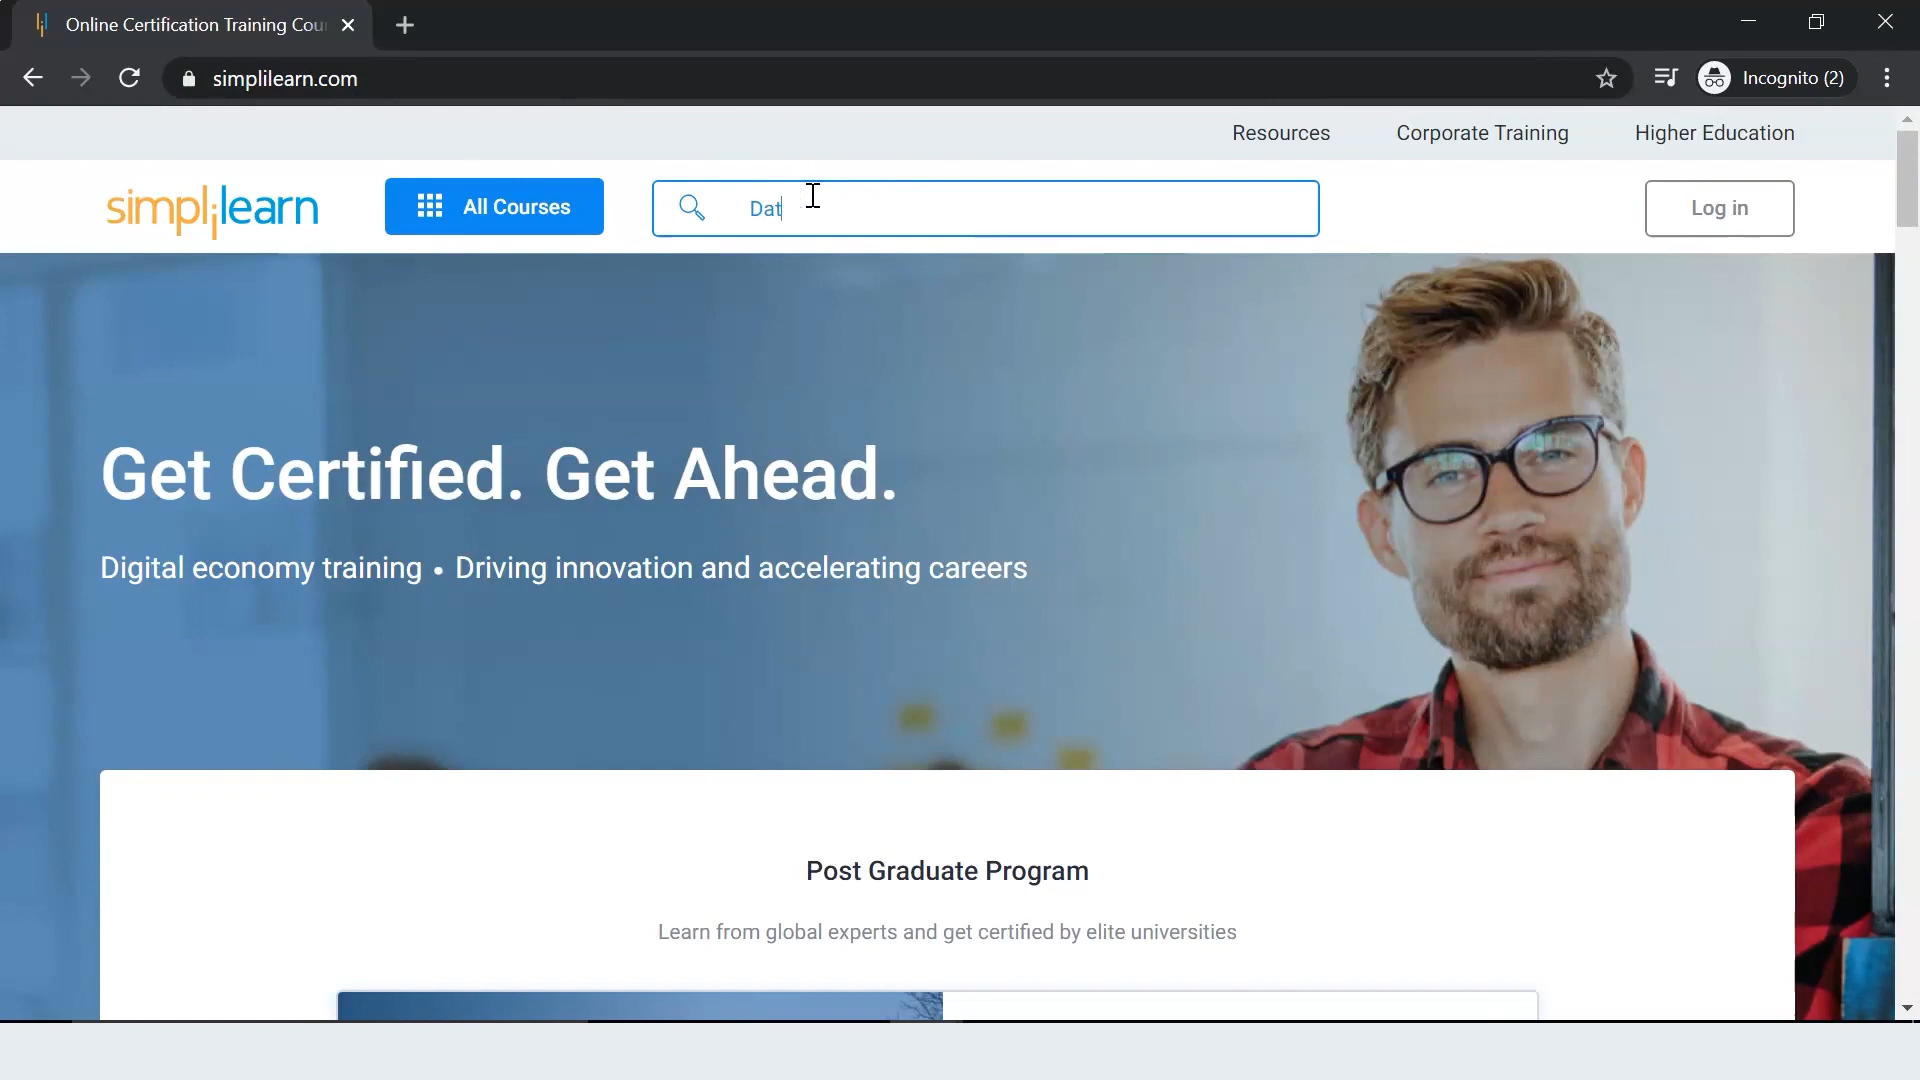 Online Certification Training Cou
simplilearn.com
Incognito (2)
Resources
Corporate Training
Higher Education
simplilearn
All Courses
Dat
Log in
Get Certified. Get Ahead.
Digital economy training • Driving innovation and accelerating careers
Post Graduate Program
Learn from global experts and get certified by elite universities